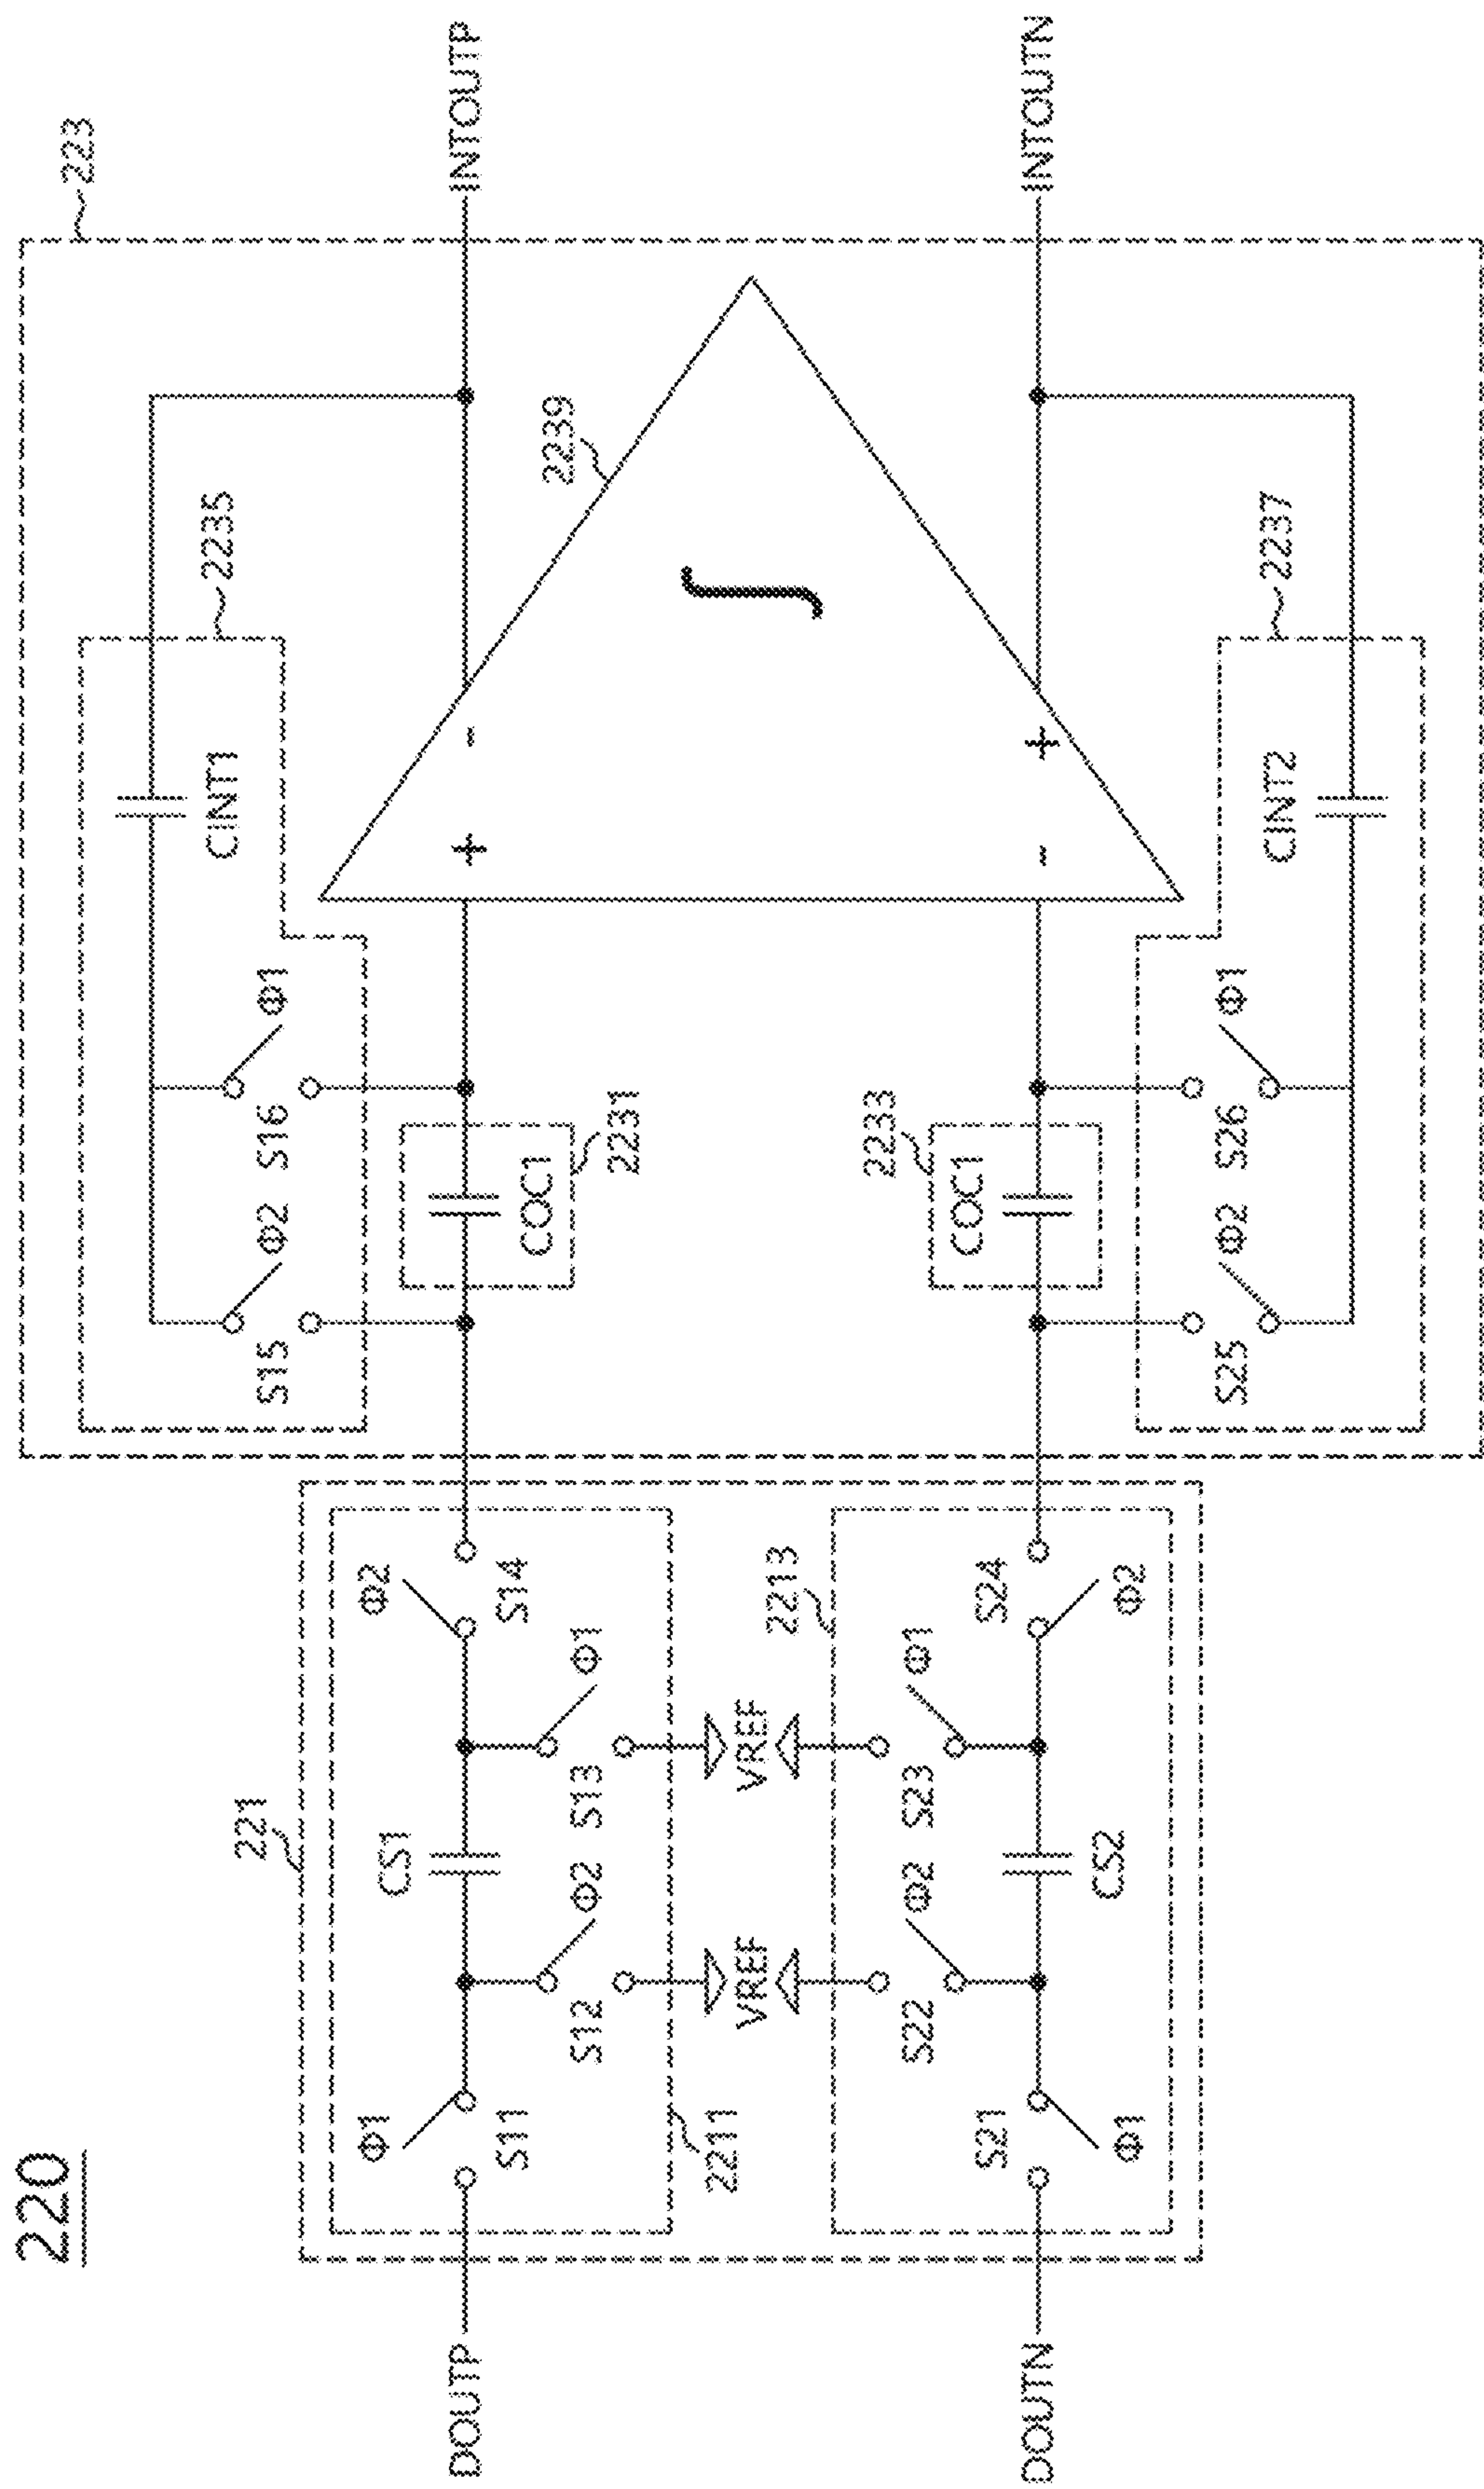 220
221
223
2211
2213
2231
2233
2235
2237
2239
DOUTP
DOUTN
Φ1
S11
S12
Φ2
CS1
S13
Φ1
Φ2
S14
VREF
VREF
S21
Φ1
S22
Φ2
CS2
S23
Φ1
S24
Φ2
S15
Φ2
S16
Φ1
CINT1
COC1
COC1
S25
Φ2
S26
Φ1
CINT2
+
-
-
+
∫
INTOUTP
INTOUTN